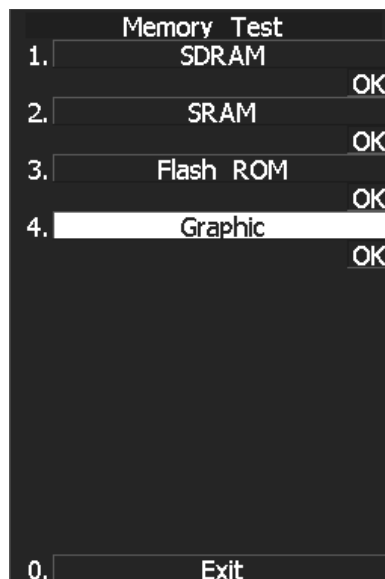 Memory Test
1. SDRAM
OK
2. SRAM
OK
3. Flash ROM
OK
4. Graphic
OK
0. Exit